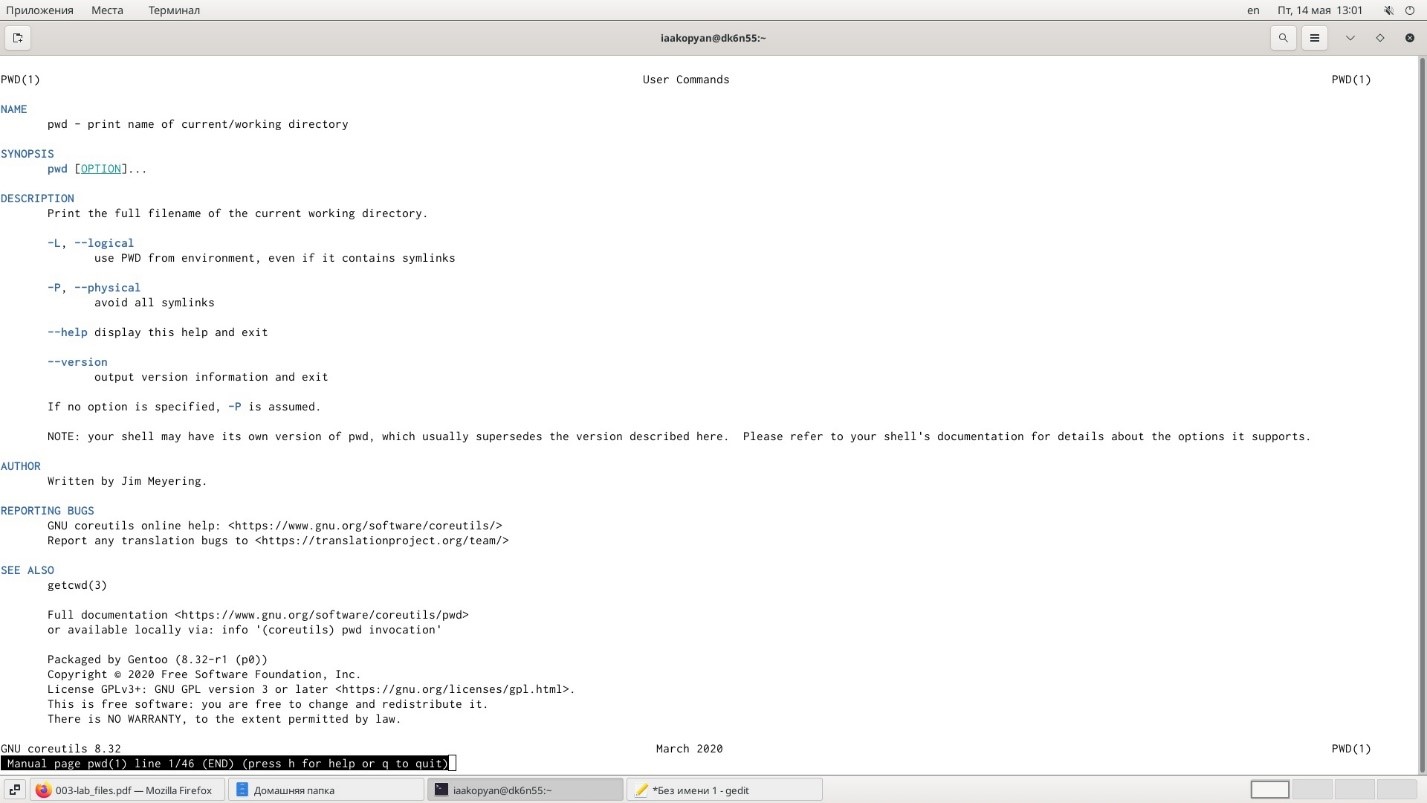 Приложения Места Терминал en Пт, 14 мая 13:01
iaakopyan@dk6n55:~
PWD(1) User Commands PWD(1)
NAME
pwd - print name of current/working directory
SYNOPSIS
pwd [OPTION]...
DESCRIPTION
Print the full filename of the current working directory.
-L, --logical
use PWD from environment, even if it contains symlinks
-P, --physical
avoid all symlinks
--help display this help and exit
--version
output version information and exit
If no option is specified, -P is assumed.
NOTE: your shell may have its own version of pwd, which usually supersedes the version described here. Please refer to your shell's documentation for details about the options it supports.
AUTHOR
Written by Jim Meyering.
REPORTING BUGS
GNU coreutils online help: <https://www.gnu.org/software/coreutils/>
Report any translation bugs to <https://translationproject.org/team/>
SEE ALSO
getcwd(3)
Full documentation <https://www.gnu.org/software/coreutils/pwd>
or available locally via: info '(coreutils) pwd invocation'
Packaged by Gentoo (8.32-r1 (p0))
Copyright © 2020 Free Software Foundation, Inc.
License GPLv3+: GNU GPL version 3 or later <https://gnu.org/licenses/gpl.html>.
This is free software: you are free to change and redistribute it.
There is NO WARRANTY, to the extent permitted by law.
GNU coreutils 8.32 March 2020 PWD(1)
Manual page pwd(1) line 1/46 (END) (press h for help or q to quit)
003-lab_files.pdf — Mozilla Firefox Домашняя папка iaakopyan@dk6n55:~ *Без имени 1 - gedit